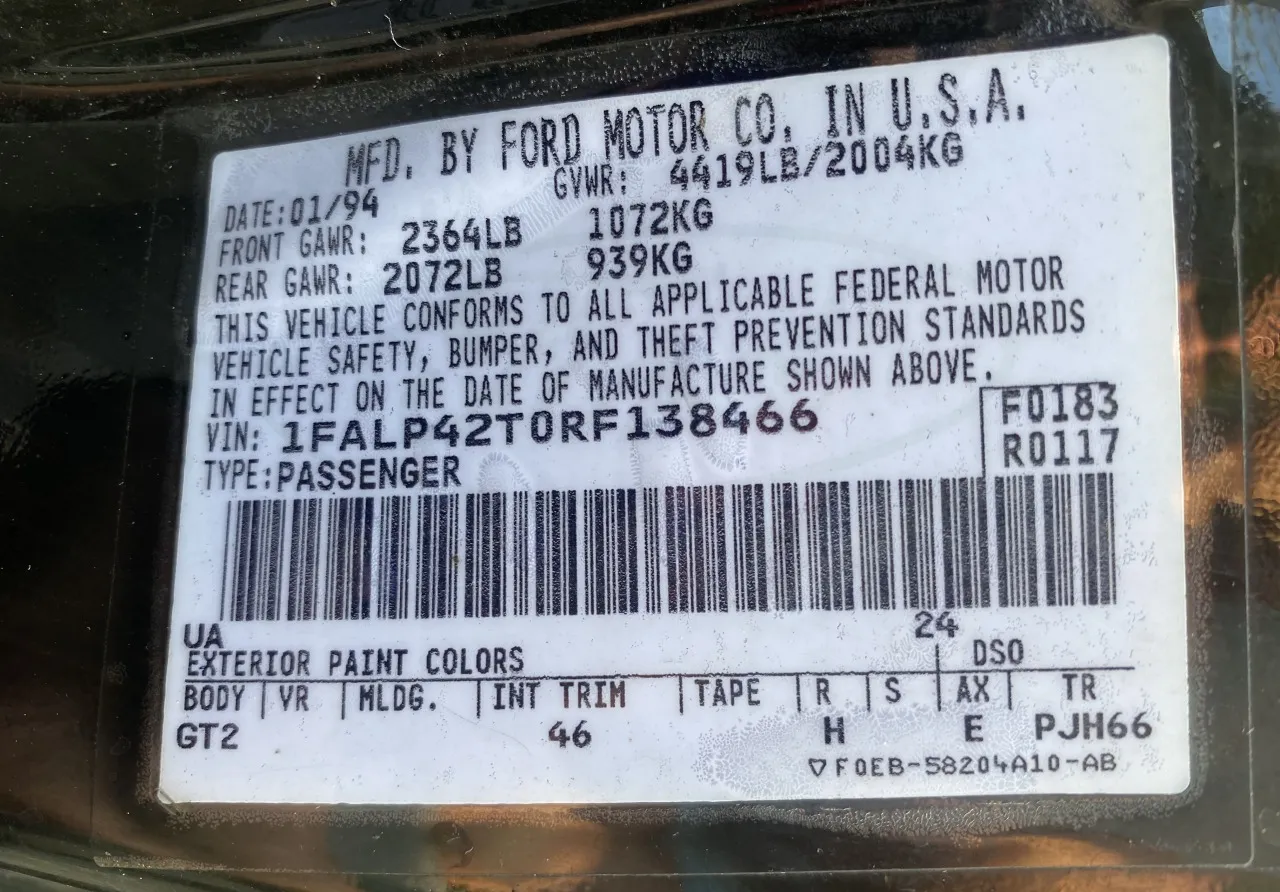 MFD. BY FORD MOTOR CO. IN U.S.A.
DATE:01/94 GVWR: 4419LB/2004KG
FRONT GAWR: 2364LB 1072KG
REAR GAWR: 2072LB 939KG
THIS VEHICLE CONFORMS TO ALL APPLICABLE FEDERAL MOTOR
VEHICLE SAFETY, BUMPER, AND THEFT PREVENTION STANDARDS
IN EFFECT ON THE DATE OF MANUFACTURE SHOWN ABOVE.
VIN: 1FALP42T0RF138466 F0183
TYPE:PASSENGER R0117
UA 24
EXTERIOR PAINT COLORS DSO
BODY VR MLDG. INT TRIM TAPE R S AX TR
GT2 46 H E PJH66
F0EB-58204A10-AB